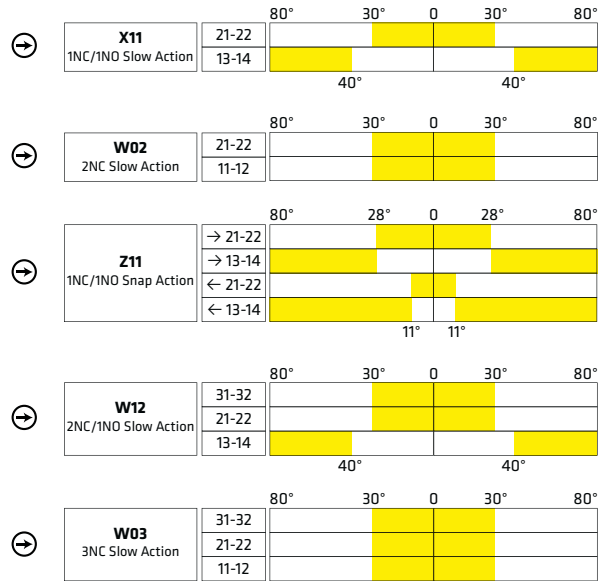 80° 30° 0 30° 80°
X11
1NC/1NO Slow Action
21-22
13-14
40° 40°
80° 30° 0 30° 80°
W02
2NC Slow Action
21-22
11-12
80° 28° 0 28° 80°
Z11
1NC/1NO Snap Action
→ 21-22
→ 13-14
← 21-22
← 13-14
11° 11°
80° 30° 0 30° 80°
W12
2NC/1NO Slow Action
31-32
21-22
13-14
40° 40°
80° 30° 0 30° 80°
W03
3NC Slow Action
31-32
21-22
11-12